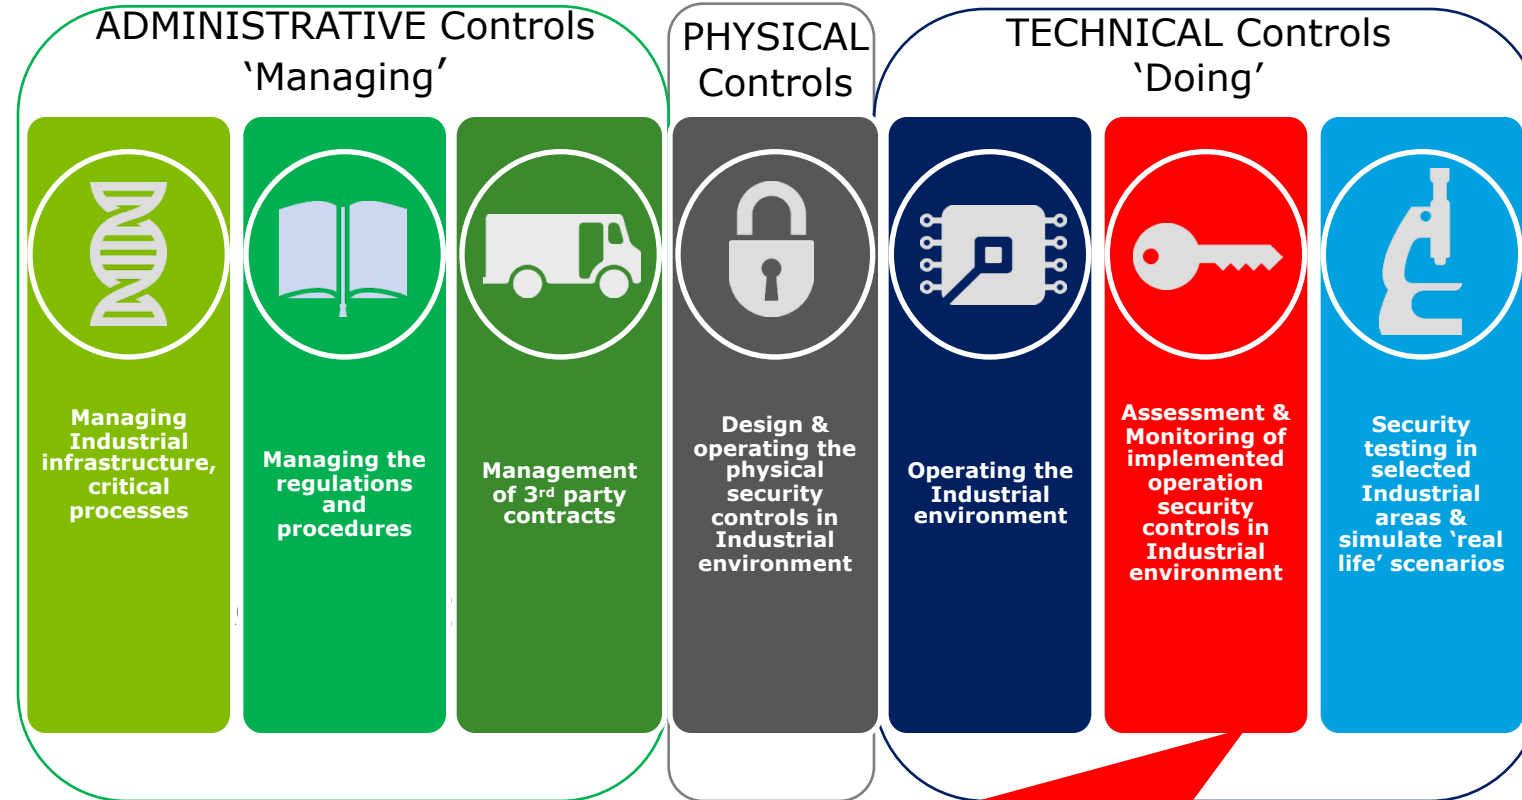 ADMINISTRATIVE Controls
‘Managing’
PHYSICAL
Controls
TECHNICAL Controls
‘Doing’
Managing
Industrial
infrastructure,
critical
processes
Managing the
regulations
and
procedures
Management
of 3rd party
contracts
Design &
operating the
physical
security
controls in
Industrial
environment
Operating the
Industrial
environment
Assessment &
Monitoring of
implemented
operation
security
controls in
Industrial
environment
Security
testing in
selected
Industrial
areas &
simulate ‘real
life’ scenarios